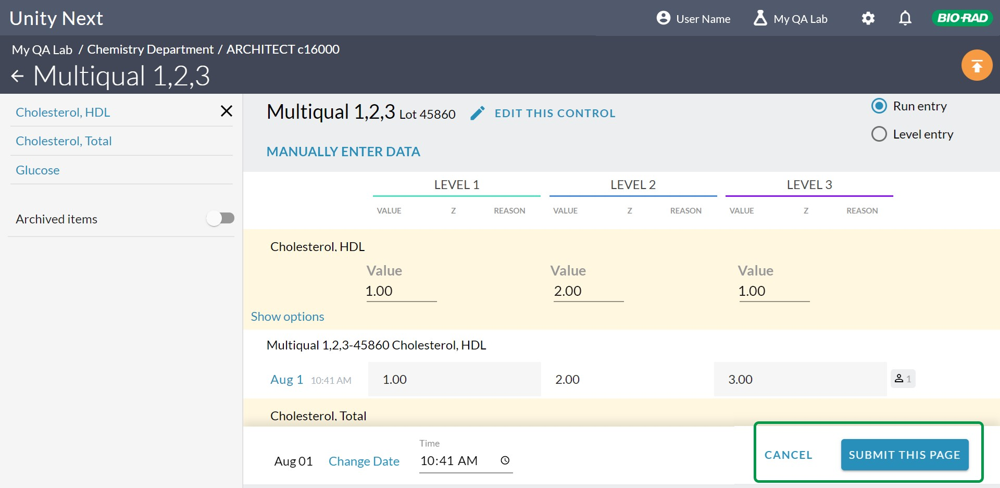 Unity Next
User Name
My QA Lab
BIO-RAD
My QA Lab / Chemistry Department / ARCHITECT c16000
Multiqual 1,2,3
Cholesterol, HDL
Cholesterol, Total
Glucose
Archived items
Multiqual 1,2,3 Lot 45860
EDIT THIS CONTROL
Run entry
Level entry
MANUALLY ENTER DATA
LEVEL 1 LEVEL 2 LEVEL 3
VALUE Z REASON VALUE Z REASON VALUE Z REASON
Cholesterol, HDL
Value Value Value
1.00 2.00 1.00
Show options
Multiqual 1,2,3-45860 Cholesterol, HDL
Aug 1 10:41 AM 1.00 2.00 3.00 1
Cholesterol, Total
Time
Aug 01 Change Date 10:41 AM
CANCEL SUBMIT THIS PAGE